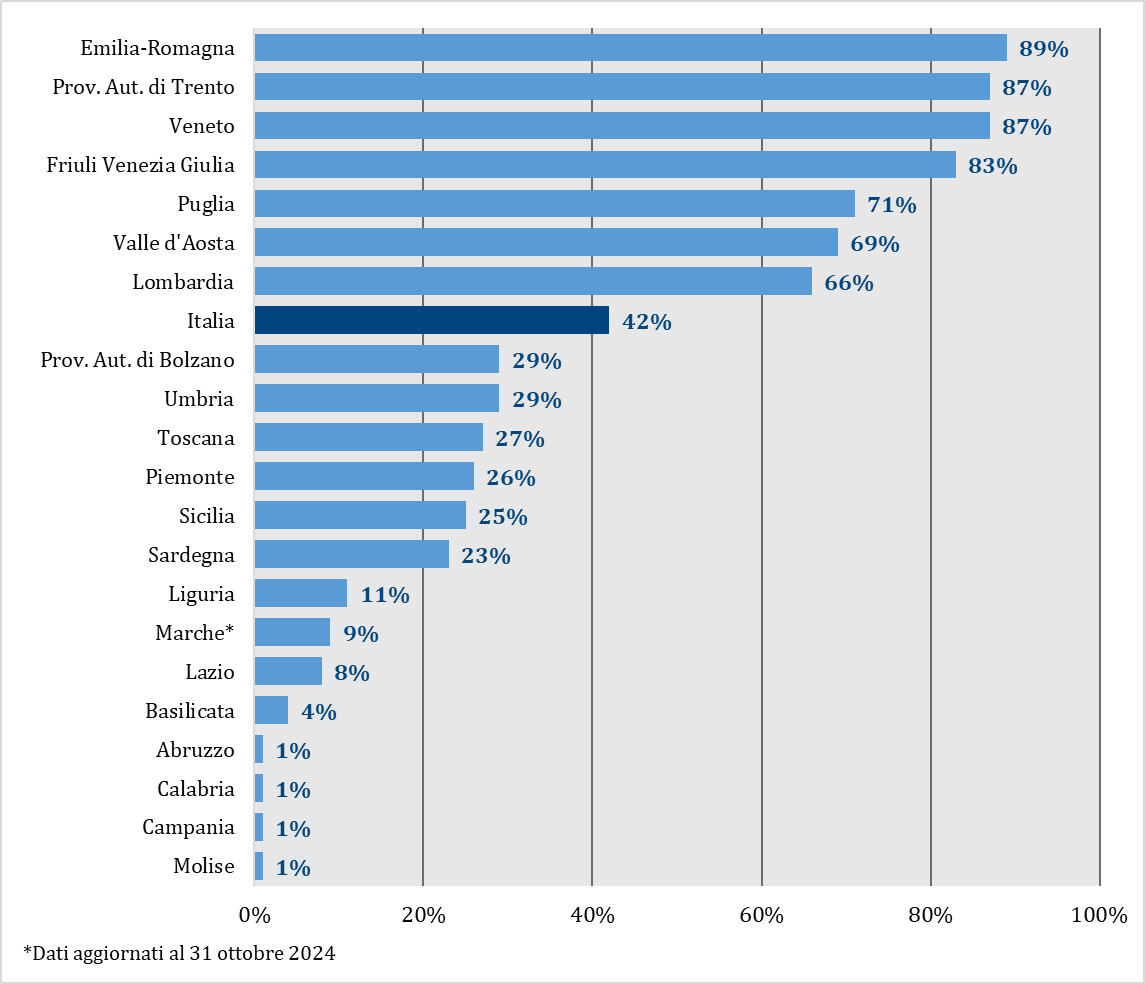 Emilia-Romagna 89%
Prov. Aut. di Trento 87%
Veneto 87%
Friuli Venezia Giulia 83%
Puglia 71%
Valle d'Aosta 69%
Lombardia 66%
Italia 42%
Prov. Aut. di Bolzano 29%
Umbria 29%
Toscana 27%
Piemonte 26%
Sicilia 25%
Sardegna 23%
Liguria 11%
Marche* 9%
Lazio 8%
Basilicata 4%
Abruzzo 1%
Calabria 1%
Campania 1%
Molise 1%
0% 20% 40% 60% 80% 100%
*Dati aggiornati al 31 ottobre 2024